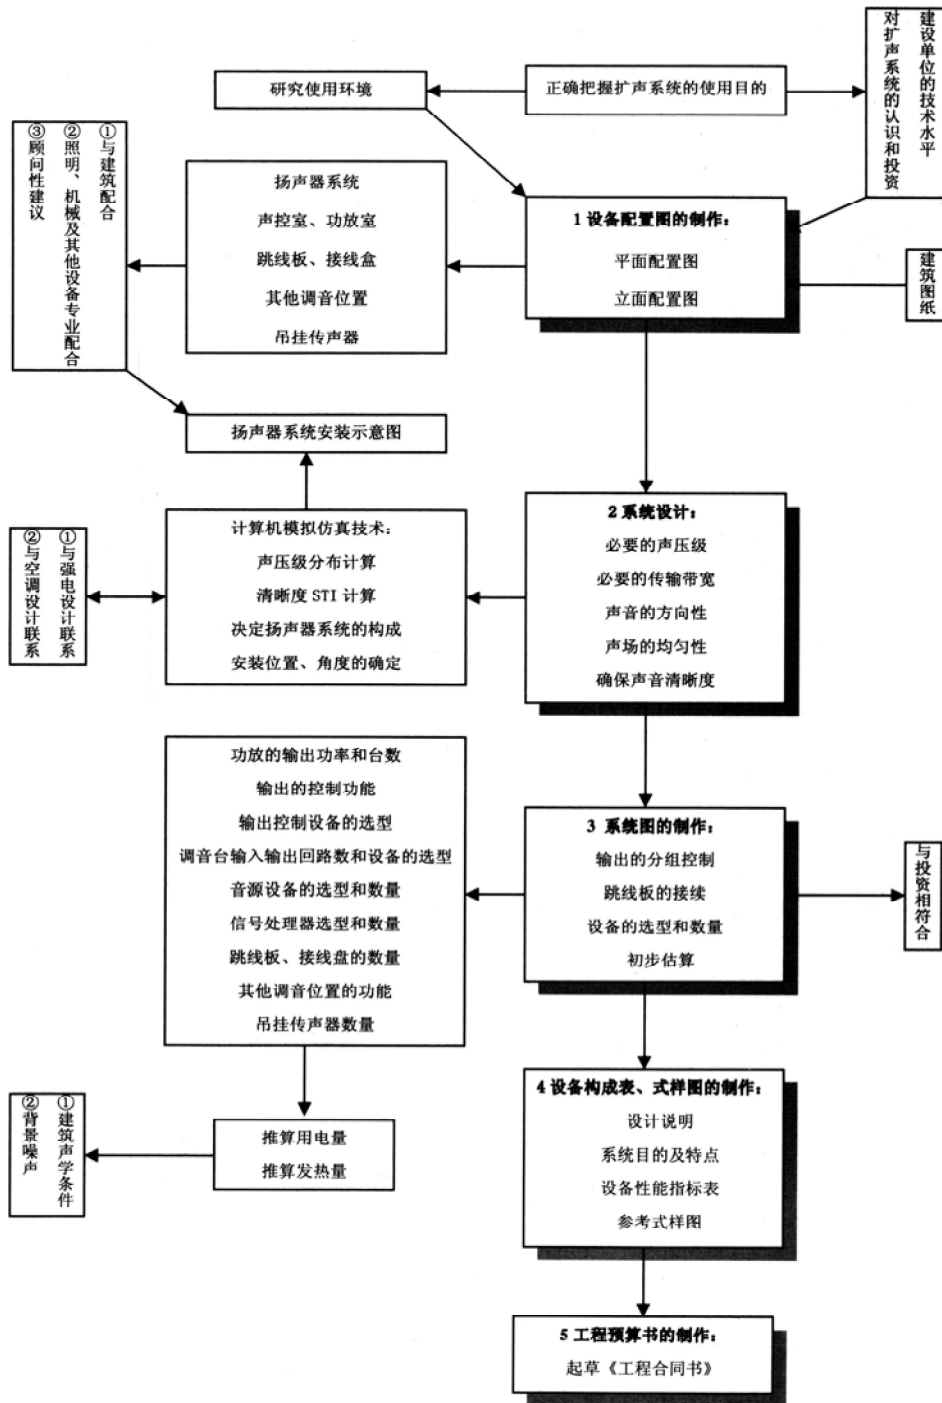 研究使用环境
正确把握扩声系统的使用目的
建设单位的技术水平
对扩声系统的认识和投资
①与建筑配合
②照明、机械及其他设备专业配合
③顾问性建议
扬声器系统
声控室、功放室
跳线板、接线盒
其他调音位置
吊挂传声器
1 设备配置图的制作：
平面配置图
立面配置图
建筑图纸
扬声器系统安装示意图
①与强电设计联系
②与空调设计联系
计算机模拟仿真技术：
声压级分布计算
清晰度 STI 计算
决定扬声器系统的构成
安装位置、角度的确定
2 系统设计：
必要的声压级
必要的传输带宽
声音的方向性
声场的均匀性
确保声音清晰度
功放的输出功率和台数
输出的控制功能
输出控制设备的选型
调音台输入输出回路数和设备的选型
音源设备的选型和数量
信号处理器选型和数量
跳线板、接线盘的数量
其他调音位置的功能
吊挂传声器数量
3 系统图的制作：
输出的分组控制
跳线板的接续
设备的选型和数量
初步估算
与投资相符合
①建筑声学条件
②背景噪声
推算用电量
推算发热量
4 设备构成表、式样图的制作：
设计说明
系统目的及特点
设备性能指标表
参考式样图
5 工程预算书的制作：
起草《工程合同书》